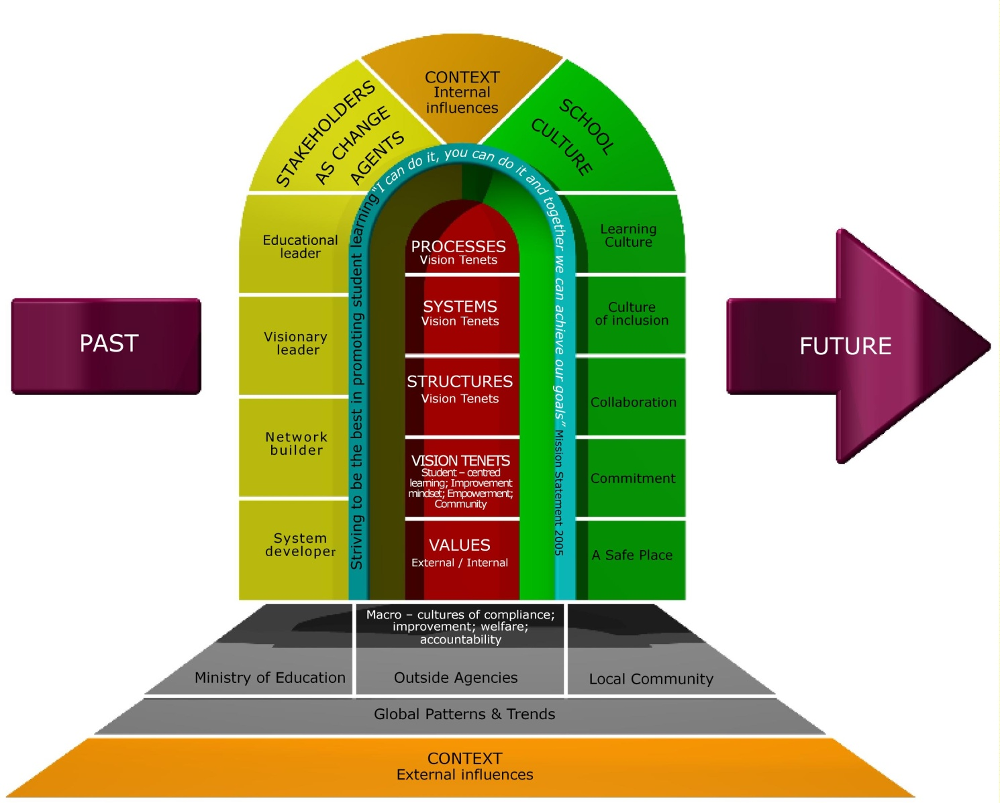 CONTEXT
Internal
influences
STAKEHOLDERS
AS CHANGE
AGENTS
SCHOOL
CULTURE
Striving to be the best in promoting student learning
“I can do it, you can do it and together we can achieve our goals” Mission Statement 2005
Educational
leader
Visionary
leader
Network
builder
System
developer
PROCESSES
Vision Tenets
SYSTEMS
Vision Tenets
STRUCTURES
Vision Tenets
VISION TENETS
Student – centred
learning; Improvement
mindset; Empowerment;
Community
VALUES
External / Internal
Learning
Culture
Culture
of inclusion
Collaboration
Commitment
A Safe Place
PAST
FUTURE
Macro – cultures of compliance;
improvement; welfare;
accountability
Ministry of Education
Outside Agencies
Local Community
Global Patterns & Trends
CONTEXT
External influences